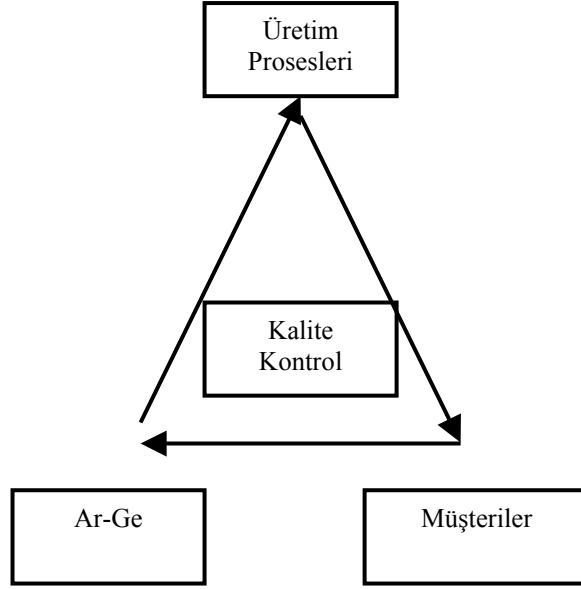 Üretim
Prosesleri
Kalite
Kontrol
Ar-Ge
Müşteriler